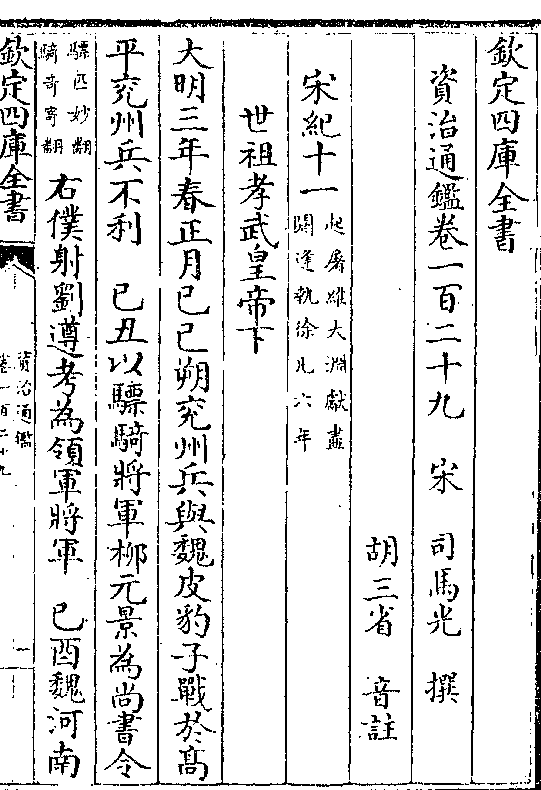 欽定四庫全書
資治通鑑卷一百二十九　宋　司馬光　撰
胡三省　音註
宋紀十一起屠維大淵獻盡
閼逢執徐凡六年
世祖孝武皇帝下
大明三年春正月己巳朔兗州兵與魏皮豹子戰於髙
平兗州兵不利　己丑以驃騎將軍柳元景為尚書令
驃匹妙翻
騎奇寄翻
右僕射劉遵考為領軍將軍　己酉魏河南
欽定四庫全書
資治通鑑
卷一百二十九
一